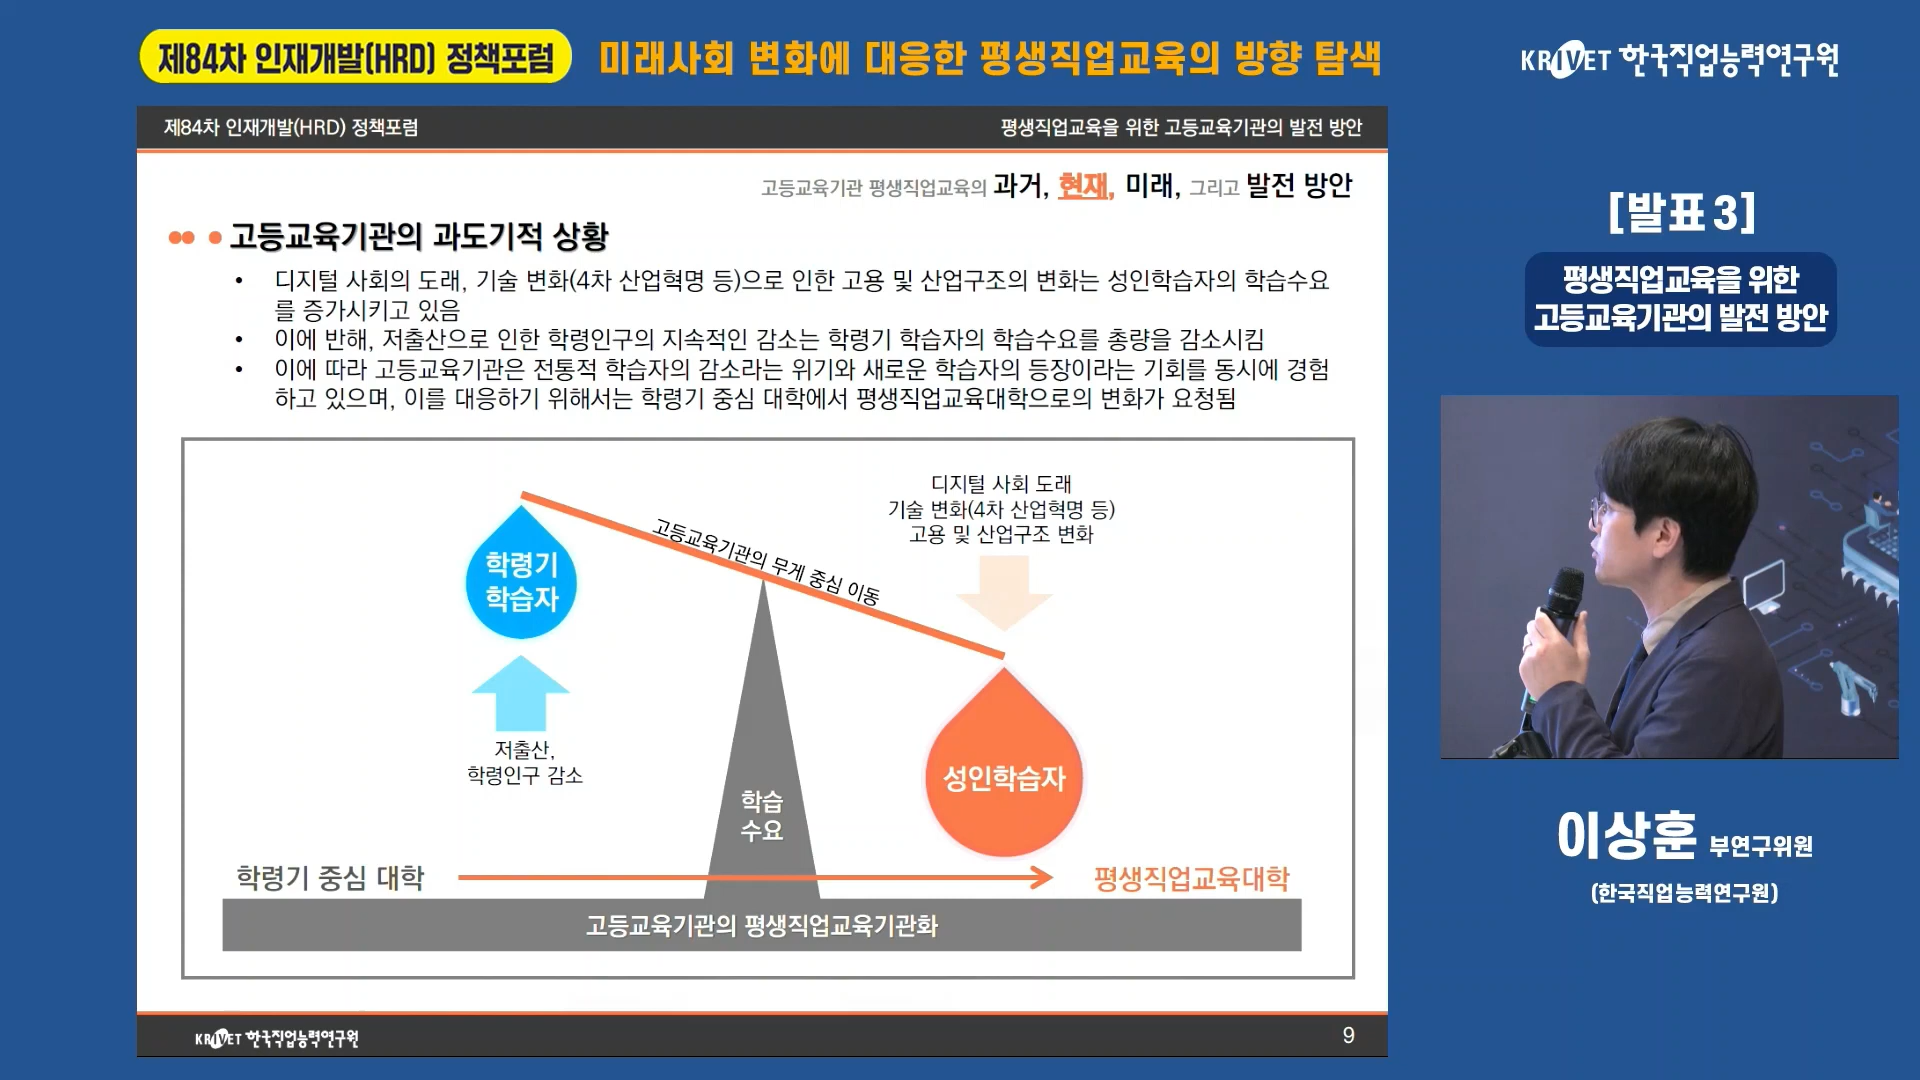 제84차 인재개발(HRD) 정책포럼
미래사회 변화에 대응한 평생직업교육의 방향 탐색
KRIVET 한국직업능력연구원
제84차 인재개발(HRD) 정책포럼
평생직업교육을 위한 고등교육기관의 발전 방안
고등교육기관 평생직업교육의 과거, 현재, 미래, 그리고 발전 방안
고등교육기관의 과도기적 상황
• 디지털 사회의 도래, 기술 변화(4차 산업혁명 등)으로 인한 고용 및 산업구조의 변화는 성인학습자의 학습수요
를 증가시키고 있음
• 이에 반해, 저출산으로 인한 학령인구의 지속적인 감소는 학령기 학습자의 학습수요를 총량을 감소시킴
• 이에 따라 고등교육기관은 전통적 학습자의 감소라는 위기와 새로운 학습자의 등장이라는 기회를 동시에 경험
하고 있으며, 이를 대응하기 위해서는 학령기 중심 대학에서 평생직업교육대학으로의 변화가 요청됨
디지털 사회 도래
기술 변화(4차 산업혁명 등)
고용 및 산업구조 변화
고등교육기관의 무게 중심 이동
학령기
학습자
저출산,
학령인구 감소
성인학습자
학습
수요
학령기 중심 대학
평생직업교육대학
고등교육기관의 평생직업교육기관화
KRIVET 한국직업능력연구원
9
[발표 3]
평생직업교육을 위한
고등교육기관의 발전 방안
이상훈 부연구위원
(한국직업능력연구원)